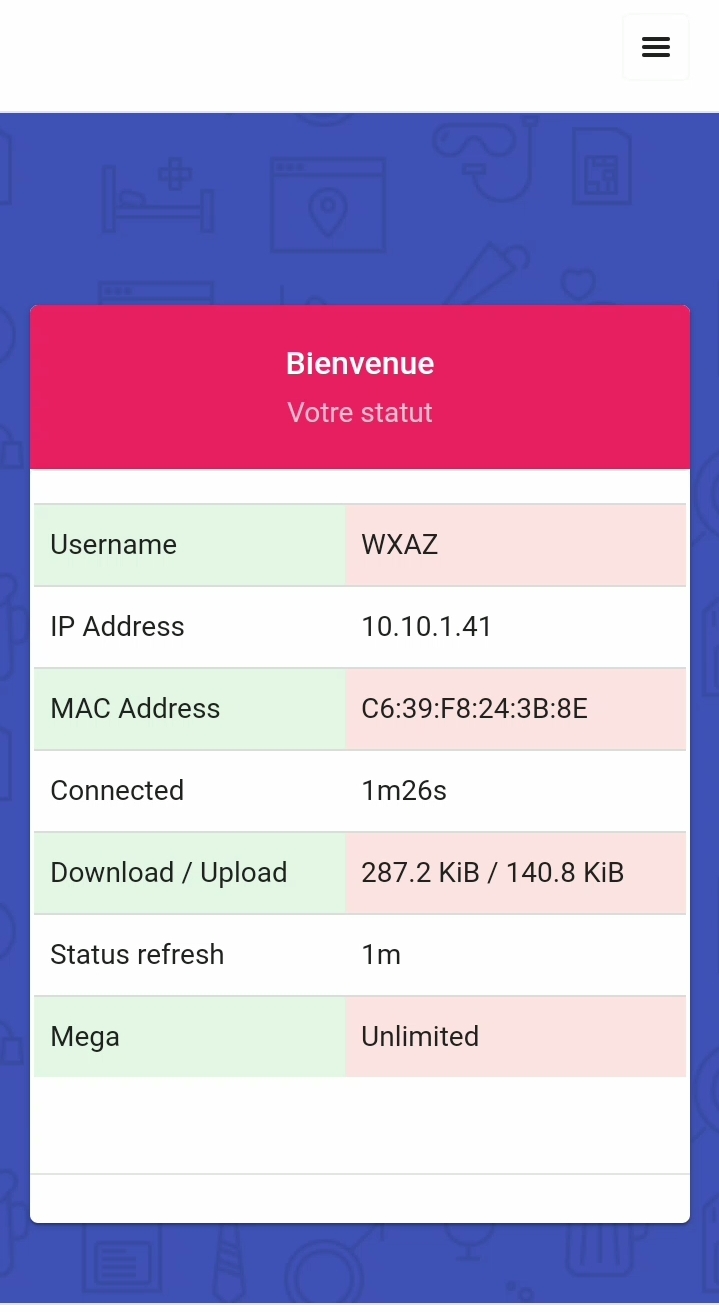 Bienvenue
Votre statut
Username WXAZ
IP Address 10.10.1.41
MAC Address C6:39:F8:24:3B:8E
Connected 1m26s
Download / Upload 287.2 KiB / 140.8 KiB
Status refresh 1m
Mega Unlimited